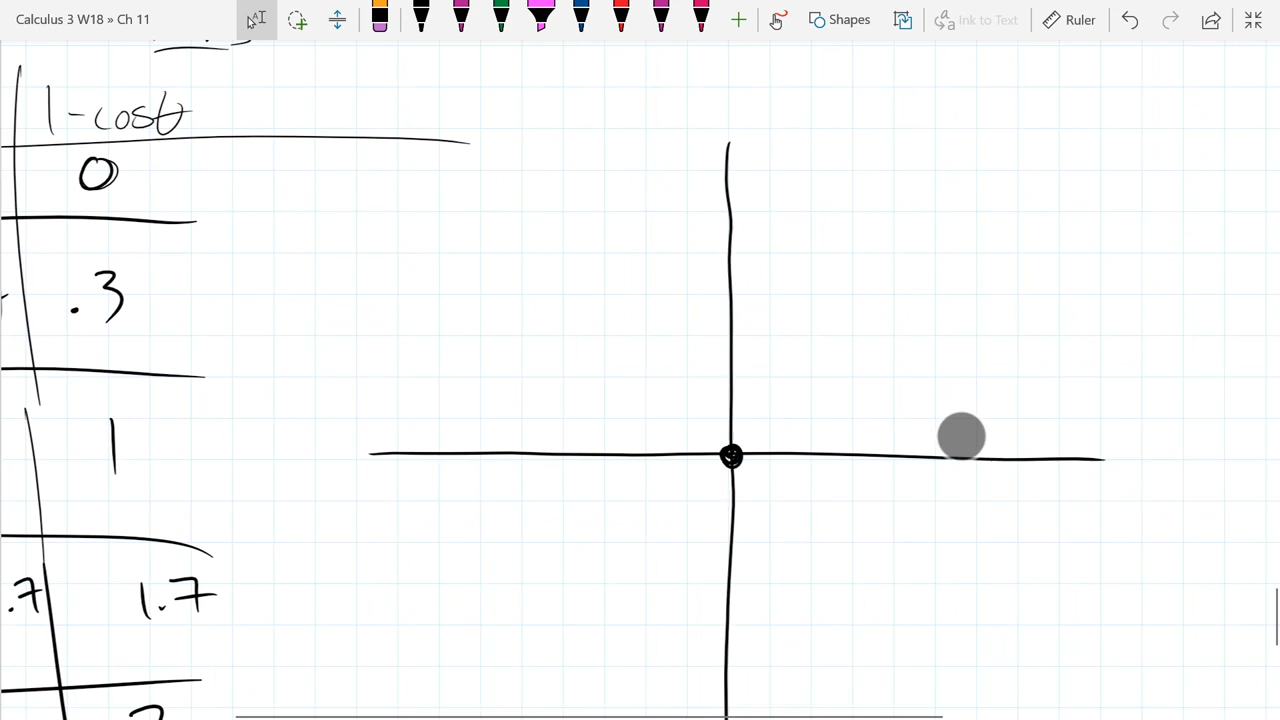 Calculus 3 W18 » Ch 11
Shapes
Ink to Text
Ruler
1-cosθ
0
.3
1
.7 1.7